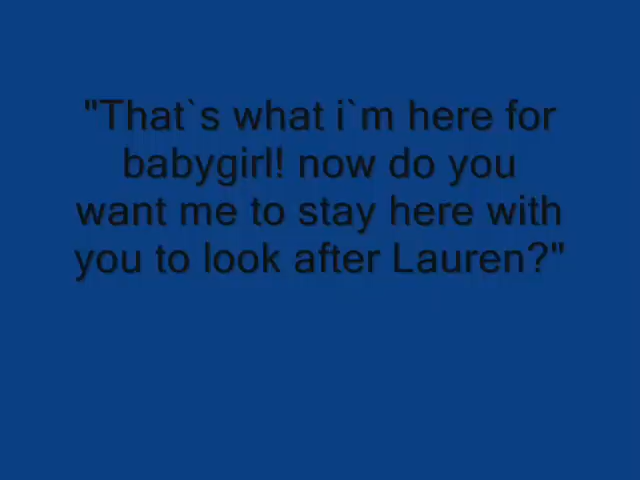 "That`s what i`m here for
babygirl! now do you
want me to stay here with
you to look after Lauren?"